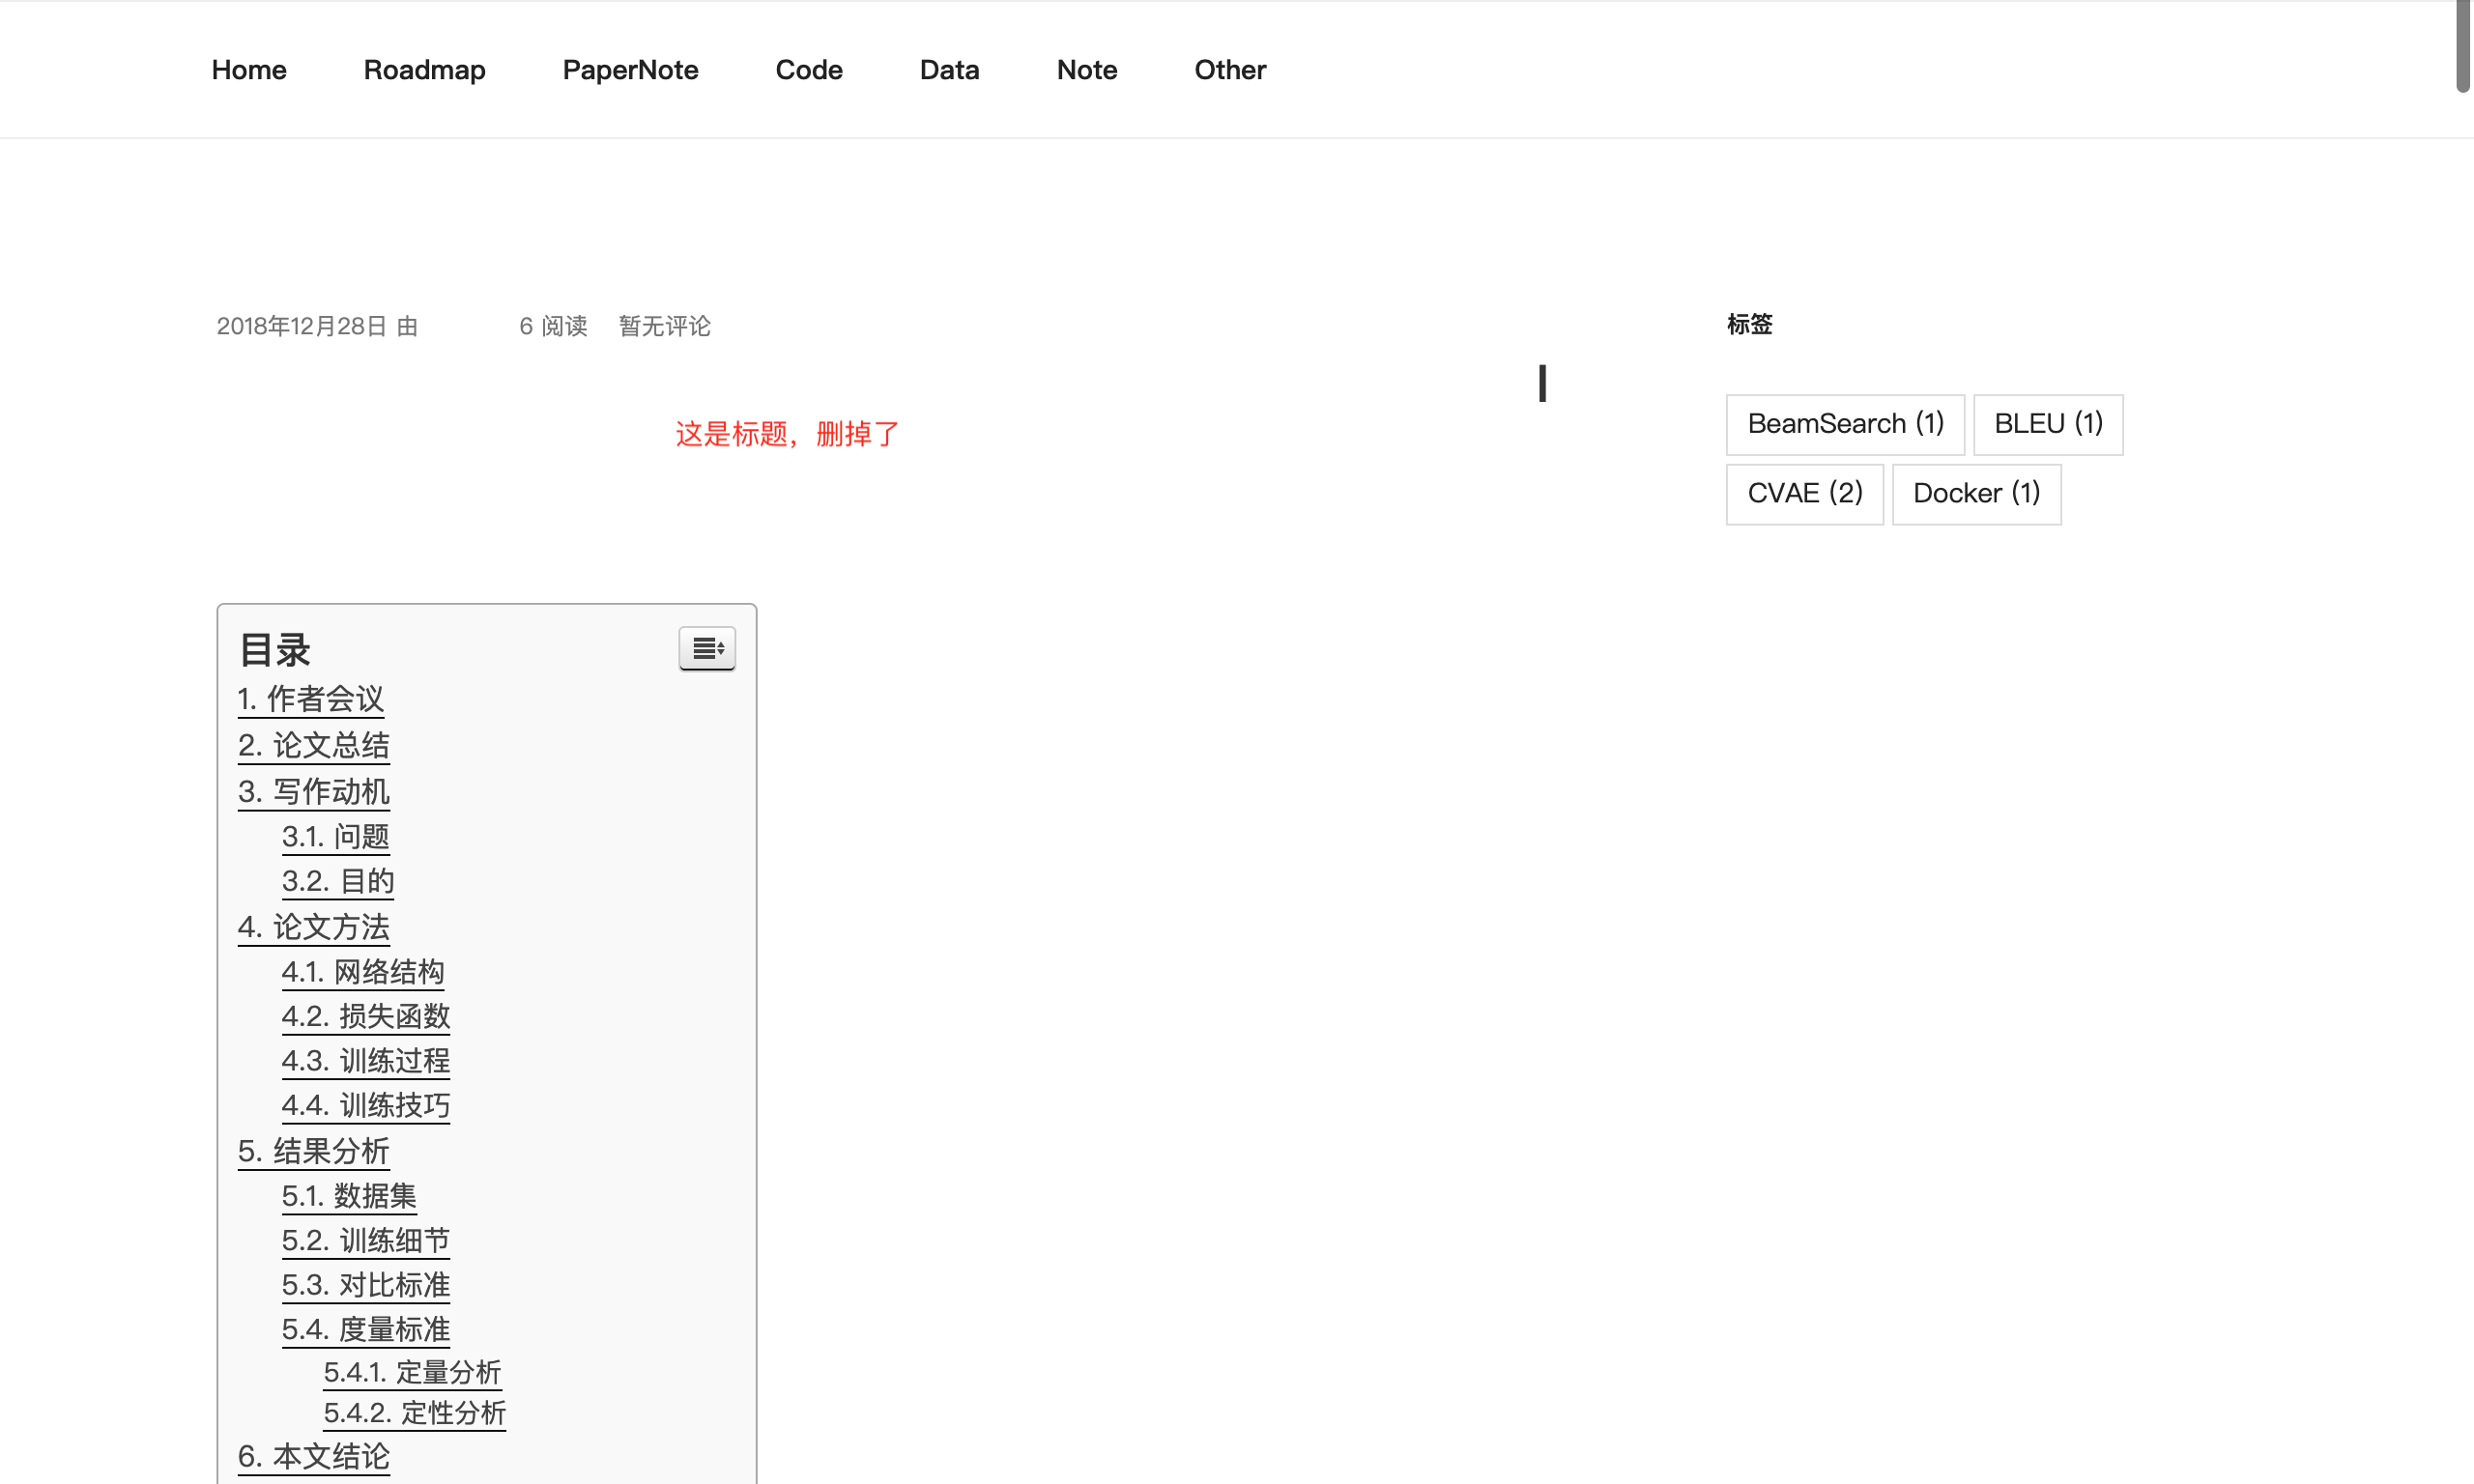 Home Roadmap PaperNote Code Data Note Other
2018年12月28日 由 6 阅读 暂无评论
这是标题，删掉了
目录
1. 作者会议
2. 论文总结
3. 写作动机
3.1. 问题
3.2. 目的
4. 论文方法
4.1. 网络结构
4.2. 损失函数
4.3. 训练过程
4.4. 训练技巧
5. 结果分析
5.1. 数据集
5.2. 训练细节
5.3. 对比标准
5.4. 度量标准
5.4.1. 定量分析
5.4.2. 定性分析
6. 本文结论
标签
BeamSearch (1) BLEU (1)
CVAE (2) Docker (1)